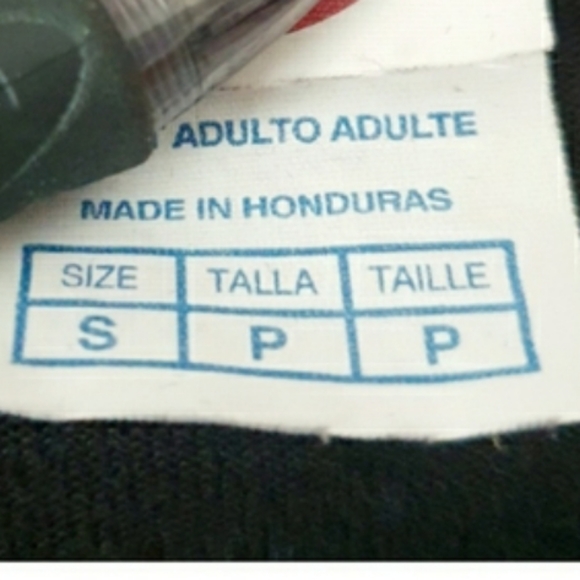 ADULTO ADULTE
MADE IN HONDURAS
SIZE TALLA TAILLE
S P P